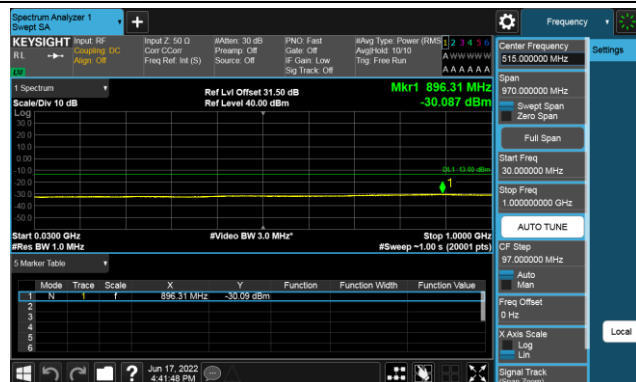 Spectrum Analyzer 1
Swept SA
Frequency
KEYSIGHT
RL
LV
Input: RF
Coupling: DC
Align: Off
Input Z: 50 Ω
Corr CCorr
Freq Ref: Int (S)
#Atten: 30 dB
Preamp: Off
Source: Off
PNO: Fast
Gate: Off
IF Gain: Low
Sig Track: Off
#Avg Type: Power (RMS
Avg|Hold: 10/10
Trig: Free Run
1 2 3 4 5 6
A W W W W W
A A A A A A
1 Spectrum
Scale/Div 10 dB
Ref Lvl Offset 31.50 dB
Ref Level 40.00 dBm
Mkr1 896.31 MHz
-30.087 dBm
Log
30.0
20.0
10.0
0.00
-10.0
-20.0
-30.0
-40.0
-50.0
DL1 -13.00 dBm
1
Start 0.0300 GHz
#Res BW 1.0 MHz
#Video BW 3.0 MHz*
Stop 1.0000 GHz
#Sweep ~1.00 s (20001 pts)
5 Marker Table
Mode Trace Scale X Y Function Function Width Function Value
1 N 1 f 896.31 MHz -30.09 dBm
2
3
4
5
6
Jun 17, 2022
4:41:48 PM
Center Frequency
515.000000 MHz
Settings
Span
970.000000 MHz
Swept Span
Zero Span
Full Span
Start Freq
30.000000 MHz
Stop Freq
1.000000000 GHz
AUTO TUNE
CF Step
97.000000 MHz
Auto
Man
Freq Offset
0 Hz
X Axis Scale
Log
Lin
Local
Signal Track
(Span Zoom)